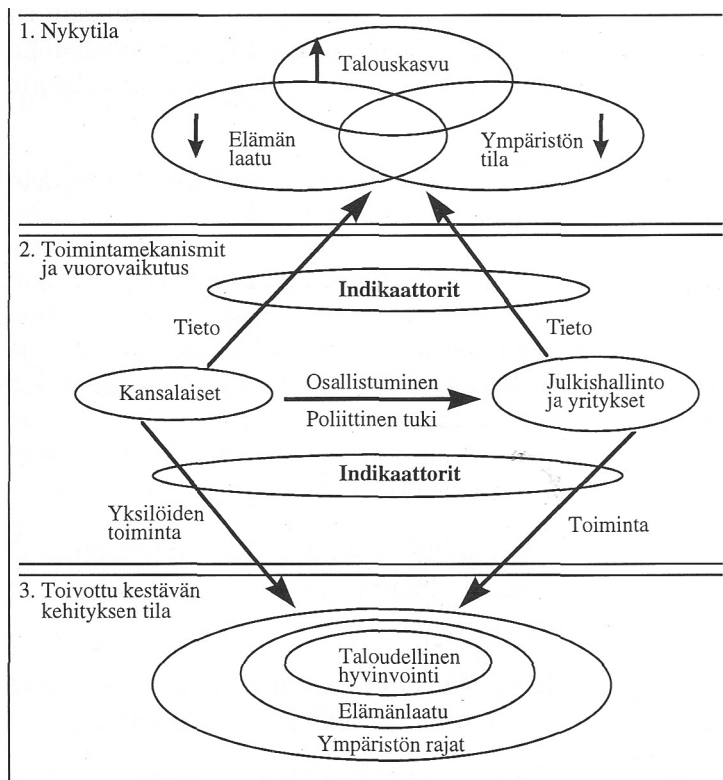 1. Nykytila
Talouskasvu
Elämän
laatu
Ympäristön
tila
2. Toimintamekanismit
ja vuorovaikutus
Indikaattorit
Tieto
Tieto
Kansalaiset
Osallistuminen
Poliittinen tuki
Julkishallinto
ja yritykset
Indikaattorit
Yksilöiden
toiminta
Toiminta
3. Toivottu kestävän
kehityksen tila
Taloudellinen
hyvinvointi
Elämänlaatu
Ympäristön rajat